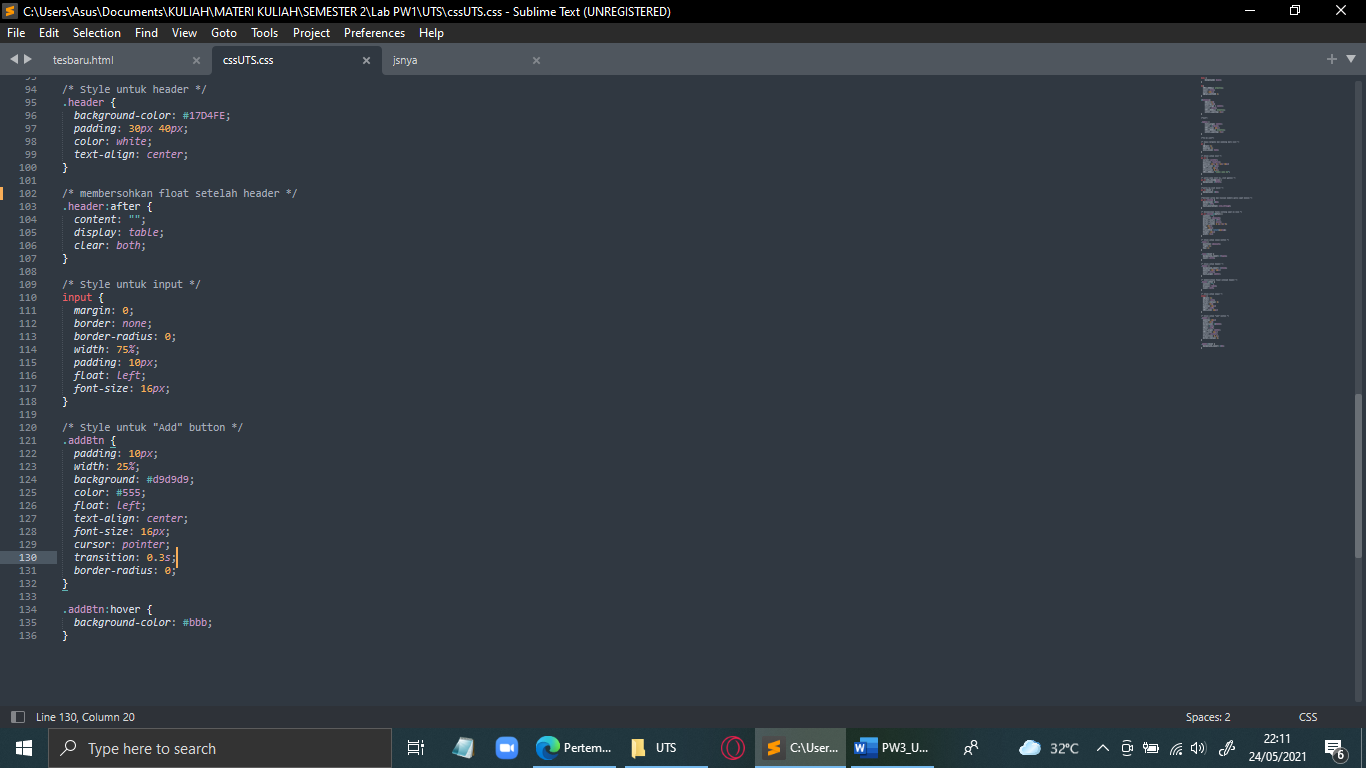 C:\Users\Asus\Documents\KULIAH\MATERI KULIAH\SEMESTER 2\Lab PW1\UTS\cssUTS.css - Sublime Text (UNREGISTERED)
File Edit Selection Find View Goto Tools Project Preferences Help
tesbaru.html cssUTS.css jsnya
94 /* Style untuk header */
95 .header {
96 background-color: #17D4FE;
97 padding: 30px 40px;
98 color: white;
99 text-align: center;
100 }
101
102 /* membersohkan float setelah header */
103 .header:after {
104 content: "";
105 display: table;
106 clear: both;
107 }
108
109 /* Style untuk input */
110 input {
111 margin: 0;
112 border: none;
113 border-radius: 0;
114 width: 75%;
115 padding: 10px;
116 float: left;
117 font-size: 16px;
118 }
119
120 /* Style untuk "Add" button */
121 .addBtn {
122 padding: 10px;
123 width: 25%;
124 background: #d9d9d9;
125 color: #555;
126 float: left;
127 text-align: center;
128 font-size: 16px;
129 cursor: pointer;
130 transition: 0.3s;
131 border-radius: 0;
132 }
133
134 .addBtn:hover {
135 background-color: #bbb;
136 }
Line 130, Column 20 Spaces: 2 CSS
Type here to search Pertem... UTS C:\User... PW3_U... 32°C 22:11
24/05/2021 6